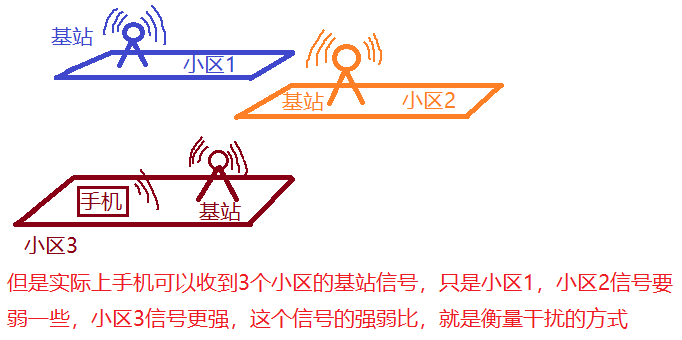 基站
小区1
基站
小区2
手机
基站
小区3
但是实际上手机可以收到3个小区的基站信号，只是小区1，小区2信号要
弱一些，小区3信号更强，这个信号的强弱比，就是衡量干扰的方式